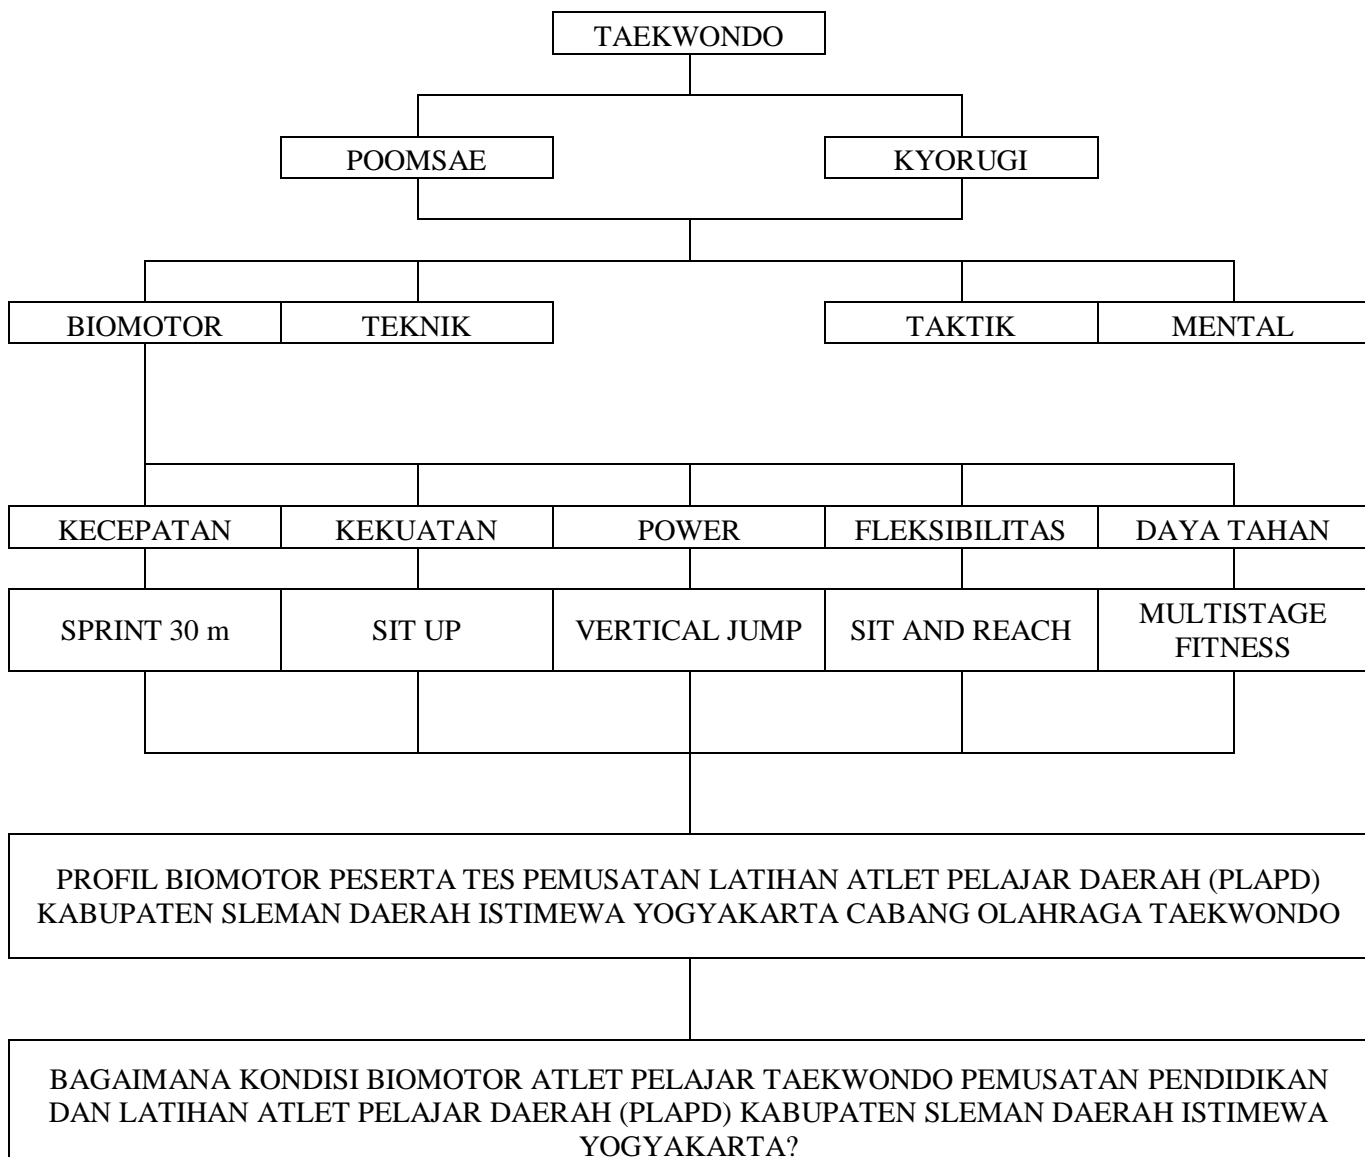 TAEKWONDO
POOMSAE
KYORUGI
BIOMOTOR
TEKNIK
TAKTIK
MENTAL
KECEPATAN
KEKUATAN
POWER
FLEKSIBILITAS
DAYA TAHAN
SPRINT 30 m
SIT UP
VERTICAL JUMP
SIT AND REACH
MULTISTAGE
FITNESS
PROFIL BIOMOTOR PESERTA TES PEMUSATAN LATIHAN ATLET PELAJAR DAERAH (PLAPD)
KABUPATEN SLEMAN DAERAH ISTIMEWA YOGYAKARTA CABANG OLAHRAGA TAEKWONDO
BAGAIMANA KONDISI BIOMOTOR ATLET PELAJAR TAEKWONDO PEMUSATAN PENDIDIKAN
DAN LATIHAN ATLET PELAJAR DAERAH (PLAPD) KABUPATEN SLEMAN DAERAH ISTIMEWA
YOGYAKARTA?